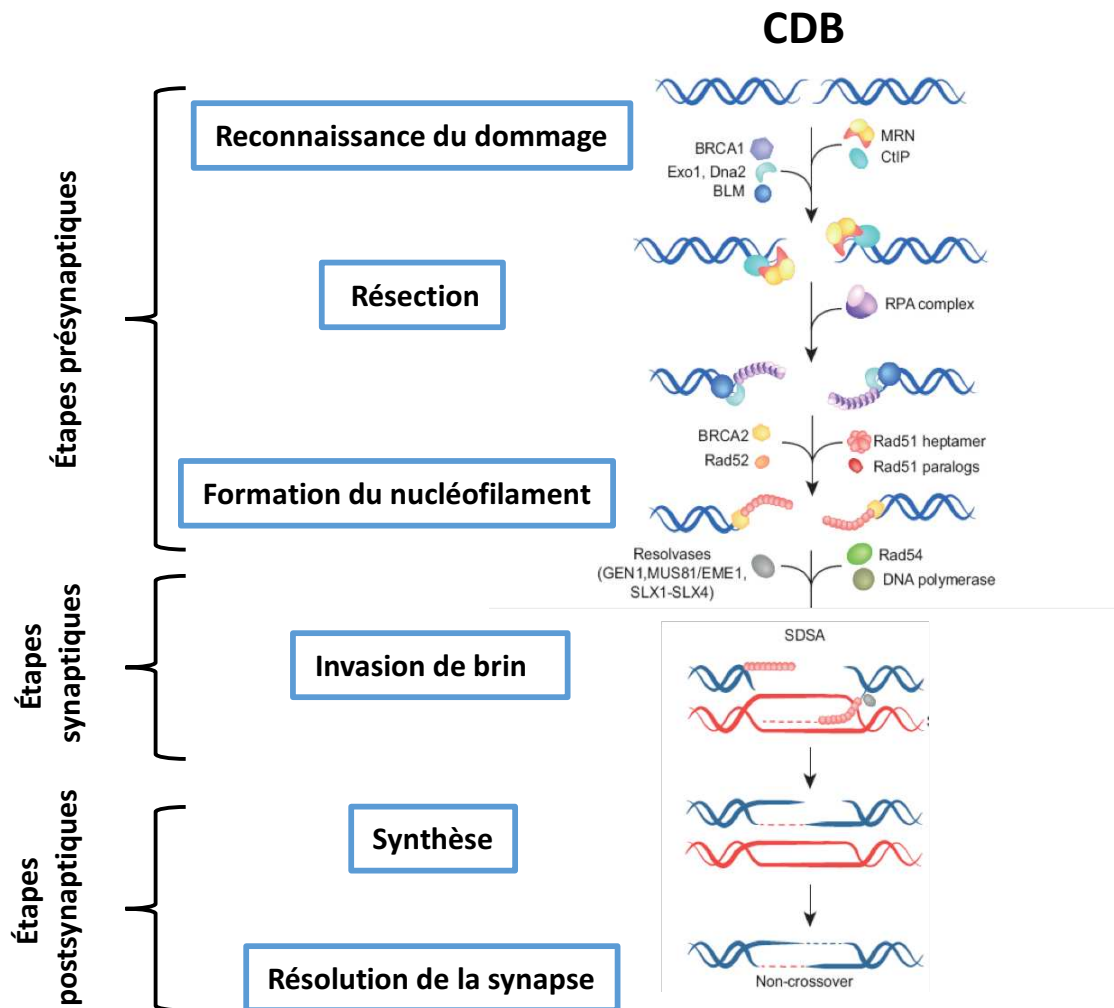 CDB
Étapes présynaptiques
Reconnaissance du dommage
BRCA1
Exo1, Dna2
BLM
MRN
CtIP
Résection
RPA complex
BRCA2
Rad52
Rad51 heptamer
Rad51 paralogs
Formation du nucléofilament
Resolvases
(GEN1,MUS81/EME1,
SLX1-SLX4)
Rad54
DNA polymerase
Étapes
synaptiques
Invasion de brin
SDSA
Étapes
postsynaptiques
Synthèse
Résolution de la synapse
Non-crossover